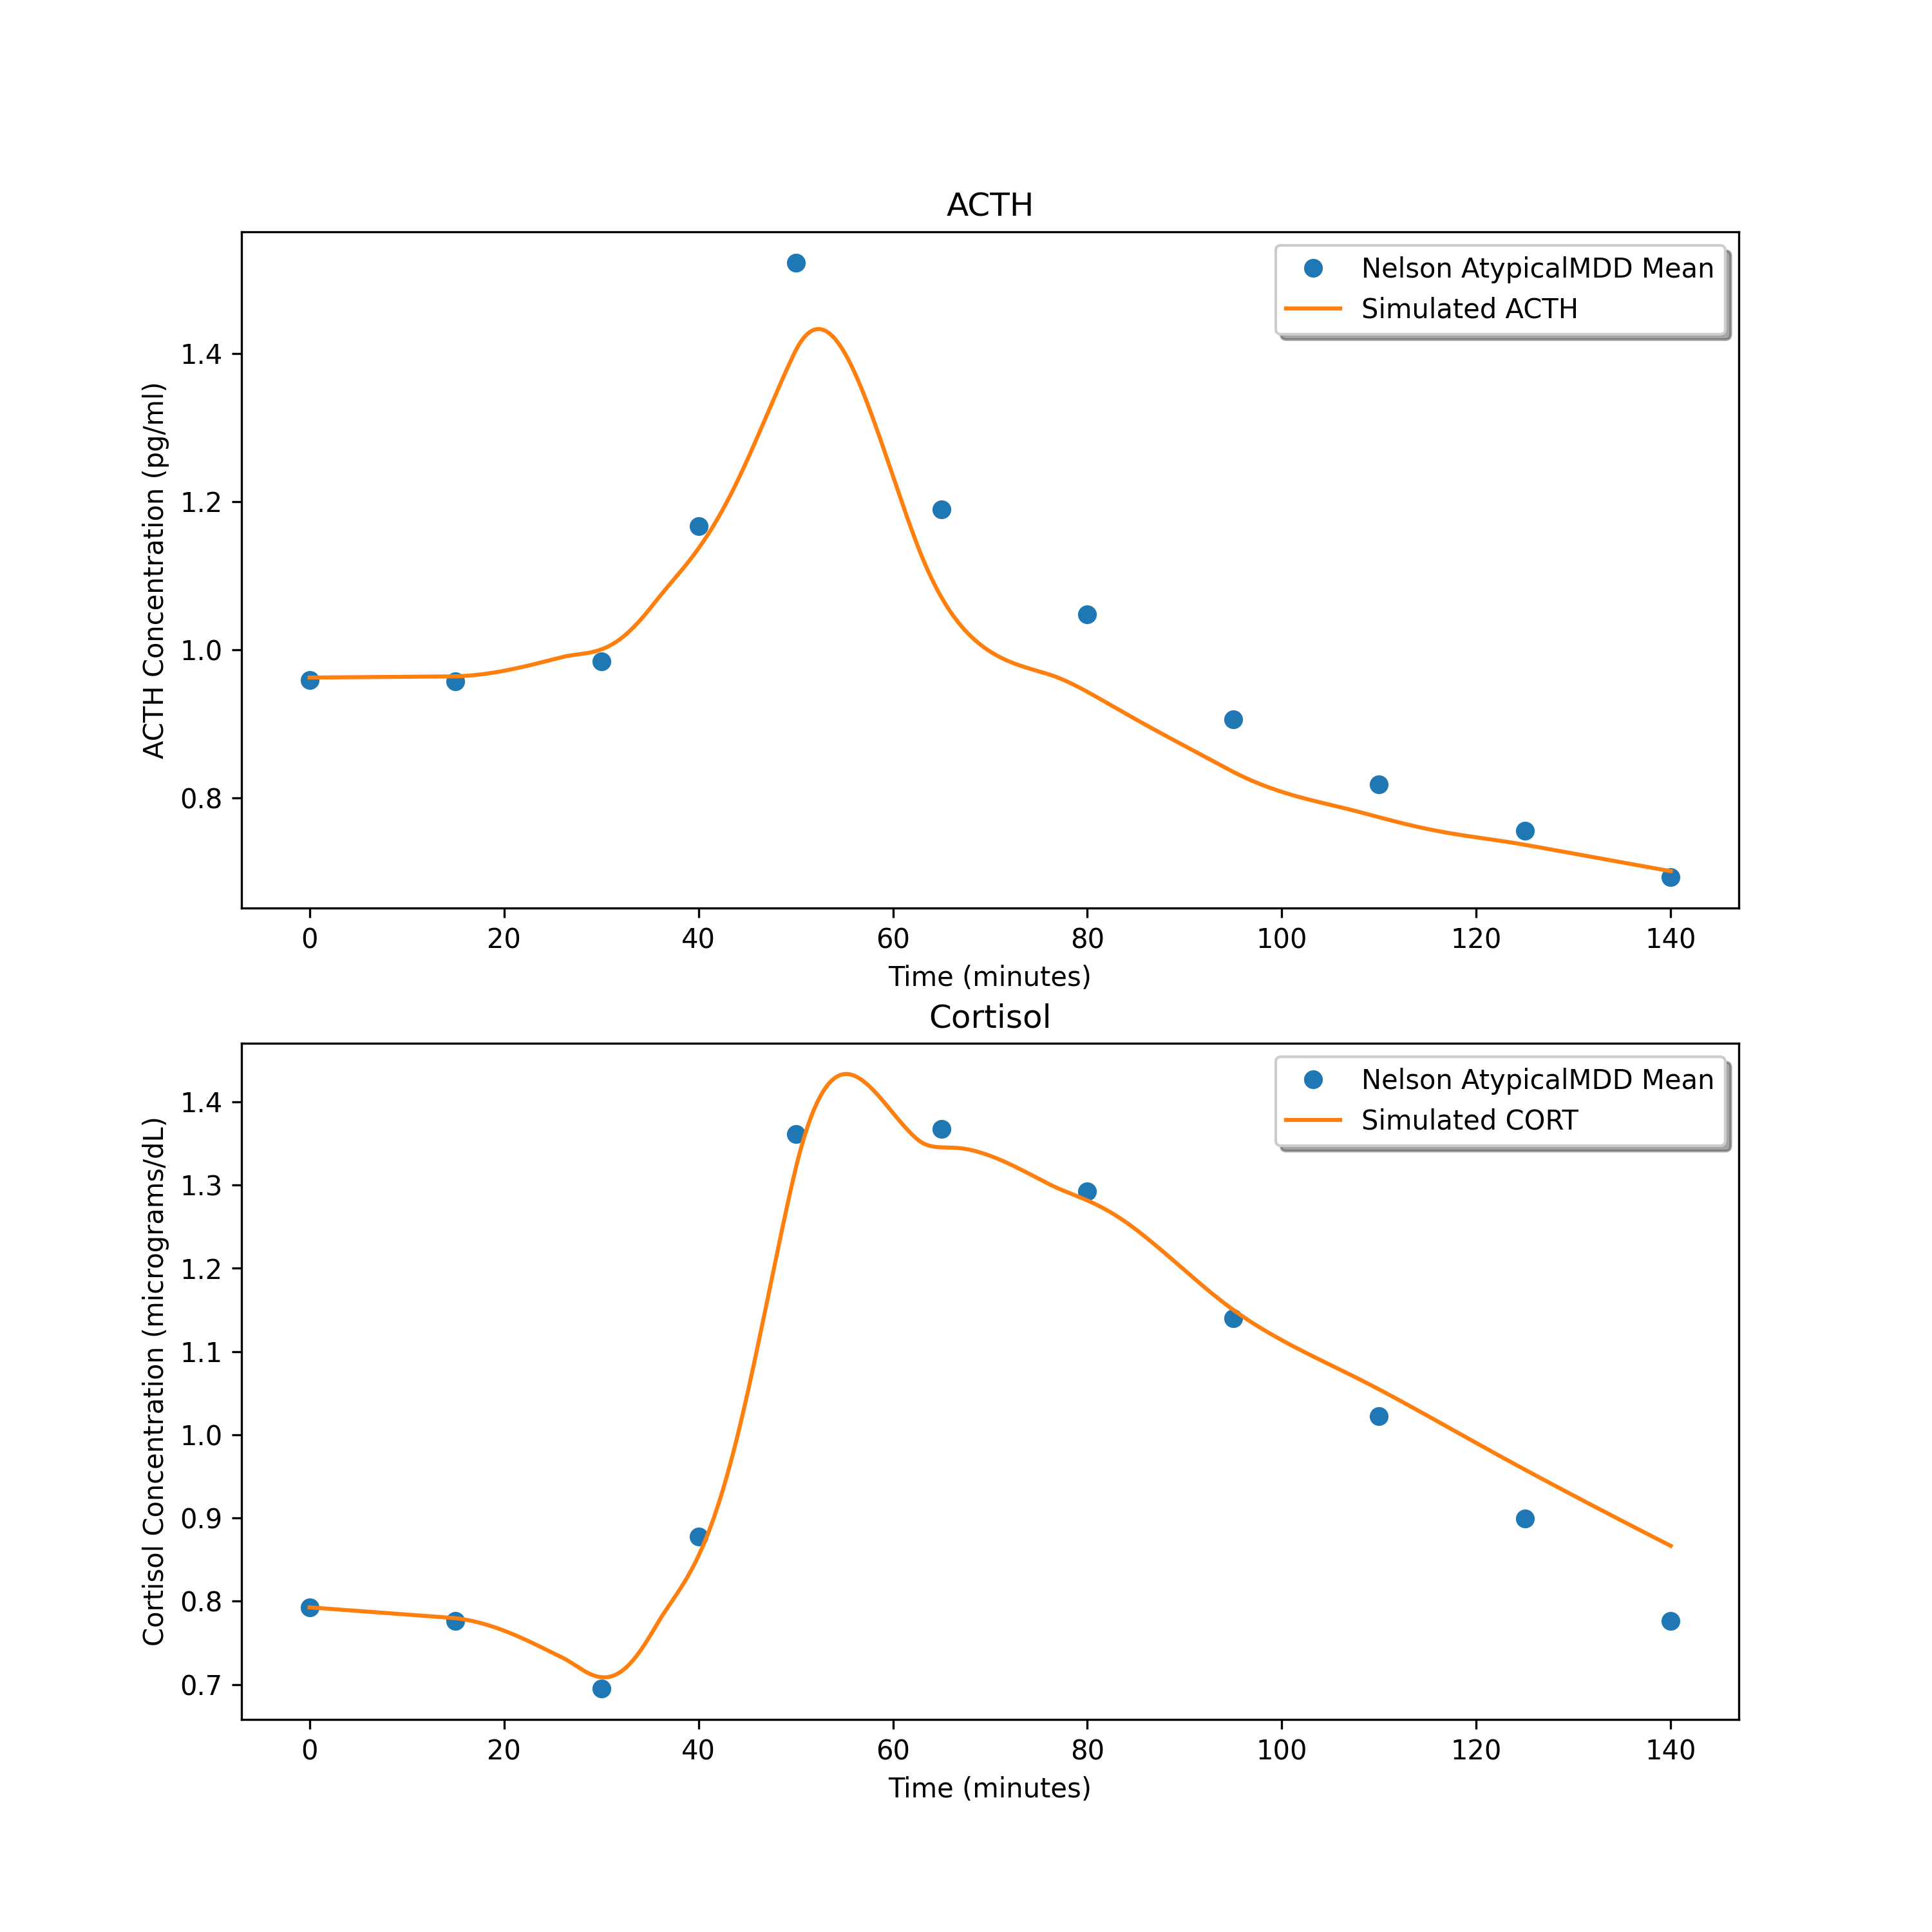 ACTH
Nelson AtypicalMDD Mean
Simulated ACTH
ACTH Concentration (pg/ml)
1.4
1.2
1.0
0.8
0 20 40 60 80 100 120 140
Time (minutes)
Cortisol
Nelson AtypicalMDD Mean
Simulated CORT
Cortisol Concentration (micrograms/dL)
1.4
1.3
1.2
1.1
1.0
0.9
0.8
0.7
0 20 40 60 80 100 120 140
Time (minutes)